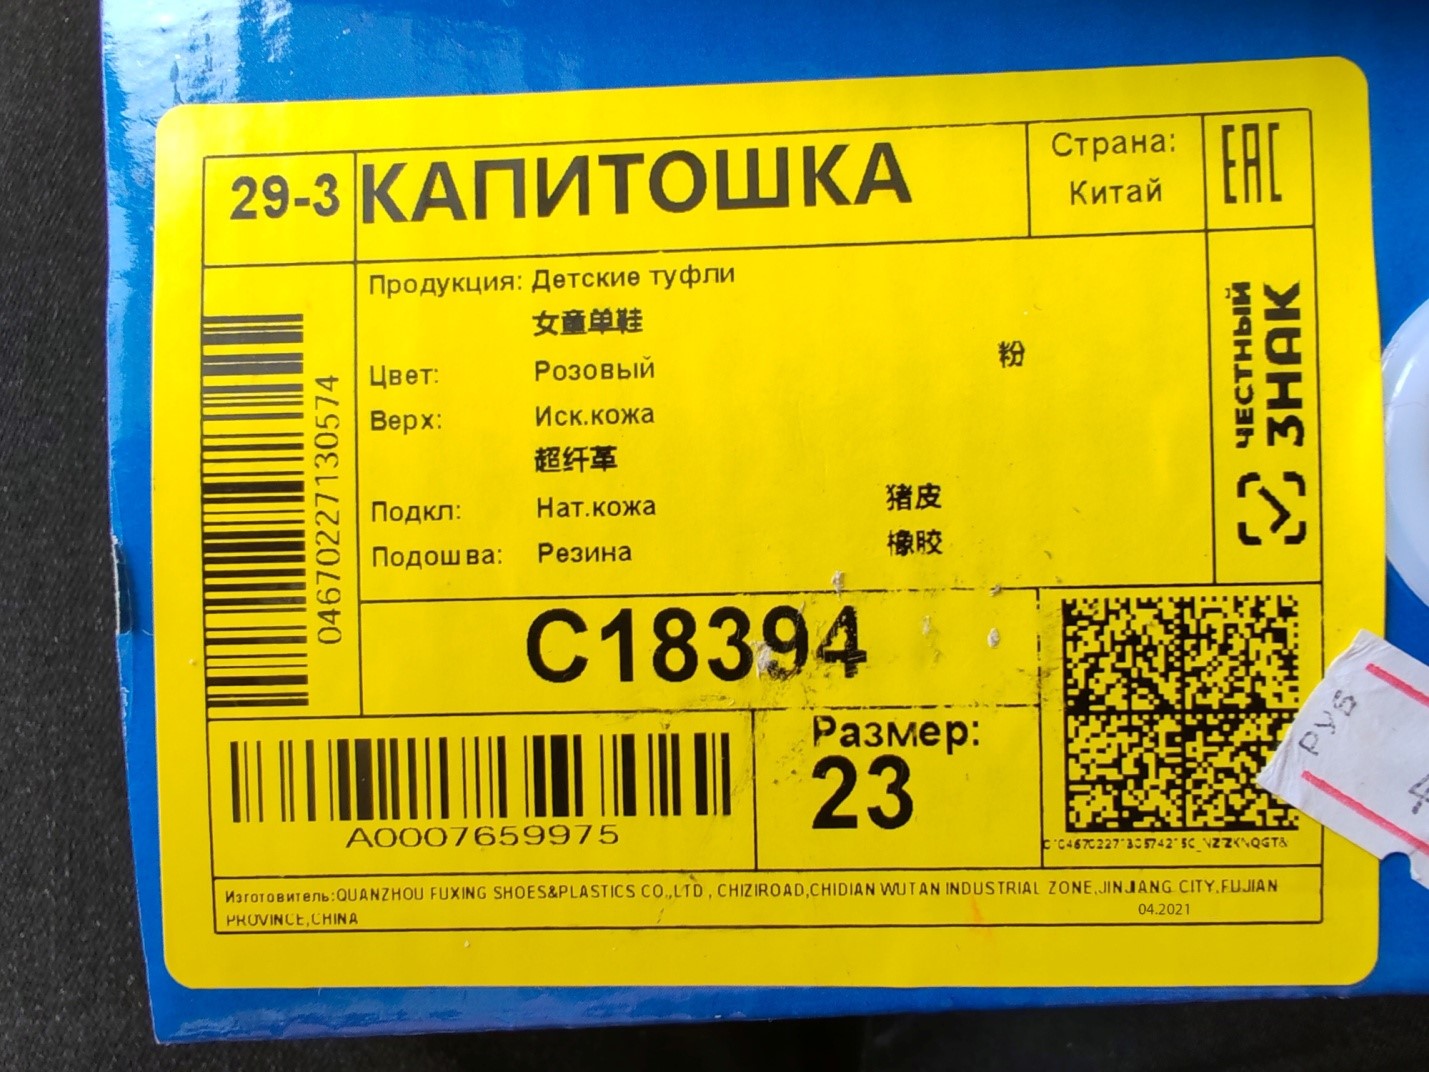 29-3
КАПИТОШКА
Страна:
Китай
EAC
Продукция: Детские туфли
女童单鞋
Цвет: Розовый 粉
Верх: Иск.кожа
超纤革
Подкл: Нат.кожа 猪皮
Подошва: Резина 橡胶
ЧЕСТНЫЙ
ЗНАК
04670227130574
C18394
A0007659975
Размер:
23
Изготовитель:QUANZHOU FUXING SHOES&PLASTICS CO.,LTD, CHIZIROAD,CHIDIAN WUTAN INDUSTRIAL ZONE,JINJIANG CITY,FUJIAN
PROVINCE,CHINA 04.2021
РУБ